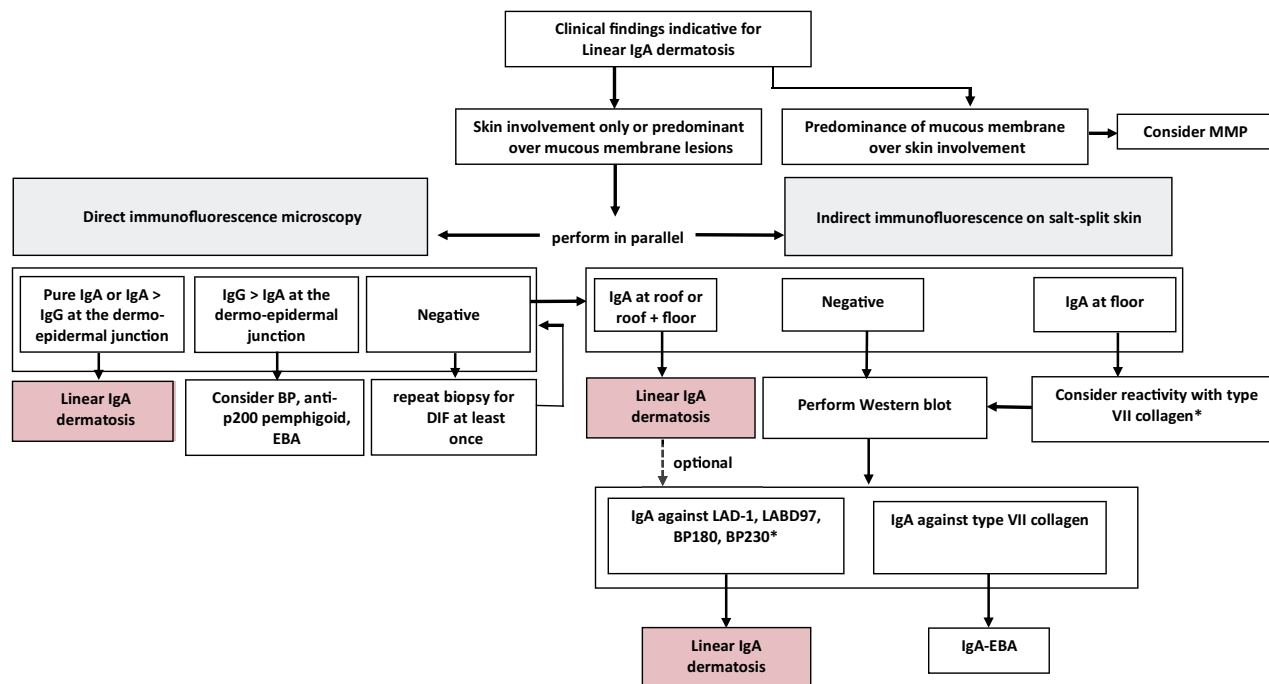 Clinical findings indicative for
Linear IgA dermatosis
Skin involvement only or predominant
over mucous membrane lesions
Predominance of mucous membrane
over skin involvement
Consider MMP
Direct immunofluorescence microscopy
perform in parallel
Indirect immunofluorescence on salt-split skin
Pure IgA or IgA >
IgG at the dermo-
epidermal junction
IgG > IgA at the
dermo-epidermal
junction
Negative
IgA at roof or
roof + floor
Negative
IgA at floor
Linear IgA
dermatosis
Consider BP, anti-
p200 pemphigoid,
EBA
repeat biopsy for
DIF at least
once
Linear IgA
dermatosis
Perform Western blot
Consider reactivity with type
VII collagen*
optional
IgA against LAD-1, LABD97,
BP180, BP230*
IgA against type VII collagen
Linear IgA
dermatosis
IgA-EBA